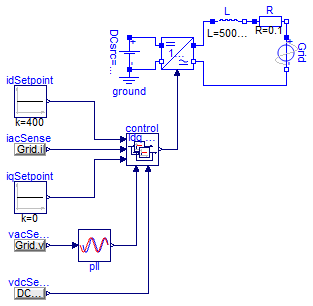 L
R
L=500...
R=0.1
DCsrc=...
1...
Grid
ground
idSetpoint
k=400
iacSense
Grid.i
control
idq ...
iqSetpoint
k=0
vacSe...
Grid.v
pll
vdcSe...
DC...